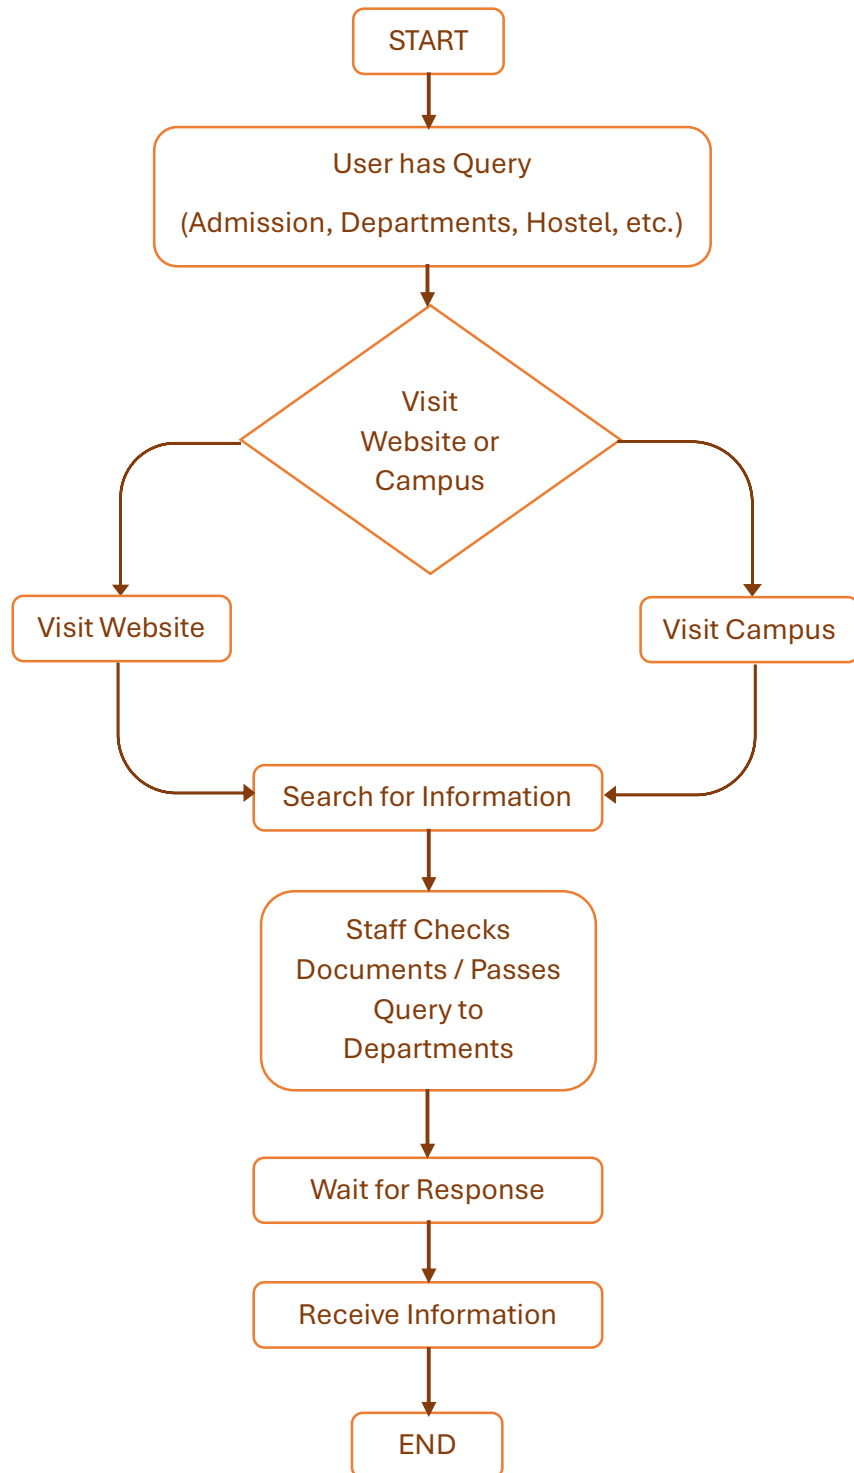 START
User has Query
(Admission, Departments, Hostel, etc.)
Visit
Website or
Campus
Visit Website
Visit Campus
Search for Information
Staff Checks
Documents / Passes
Query to
Departments
Wait for Response
Receive Information
END